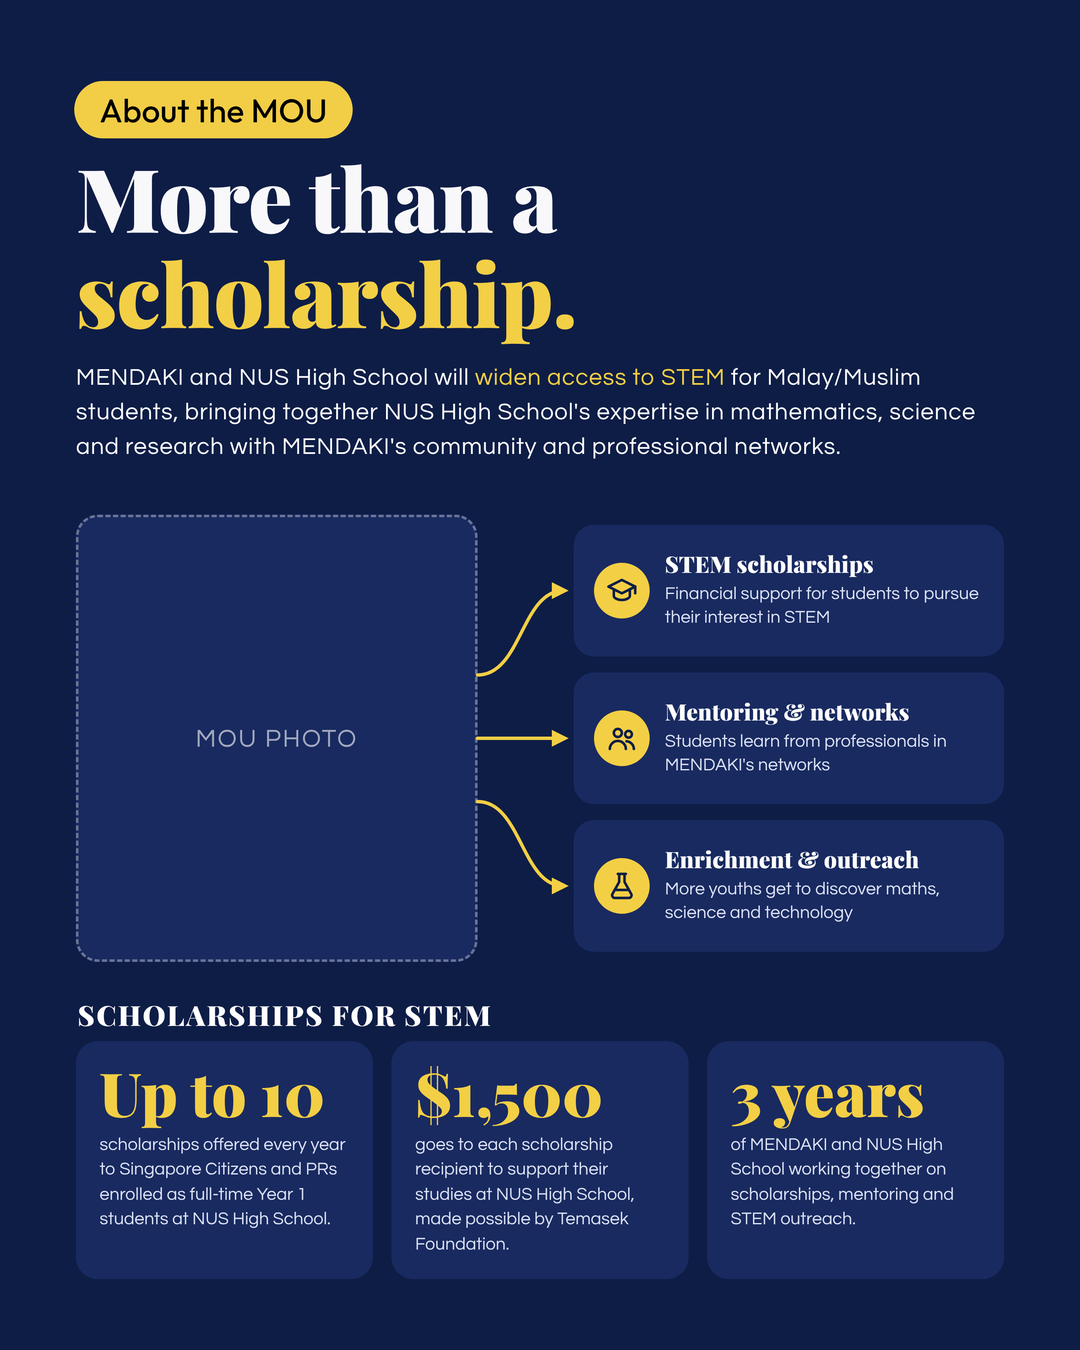 About the MOU
More than a
scholarship.
MENDAKI and NUS High School will widen access to STEM for Malay/Muslim
students, bringing together NUS High School's expertise in mathematics, science
and research with MENDAKI's community and professional networks.
MOU PHOTO
STEM scholarships
Financial support for students to pursue
their interest in STEM
Mentoring & networks
Students learn from professionals in
MENDAKI's networks
Enrichment & outreach
More youths get to discover maths,
science and technology
SCHOLARSHIPS FOR STEM
Up to 10
scholarships offered every year
to Singapore Citizens and PRs
enrolled as full-time Year 1
students at NUS High School.
$1,500
goes to each scholarship
recipient to support their
studies at NUS High School,
made possible by Temasek
Foundation.
3 years
of MENDAKI and NUS High
School working together on
scholarships, mentoring and
STEM outreach.